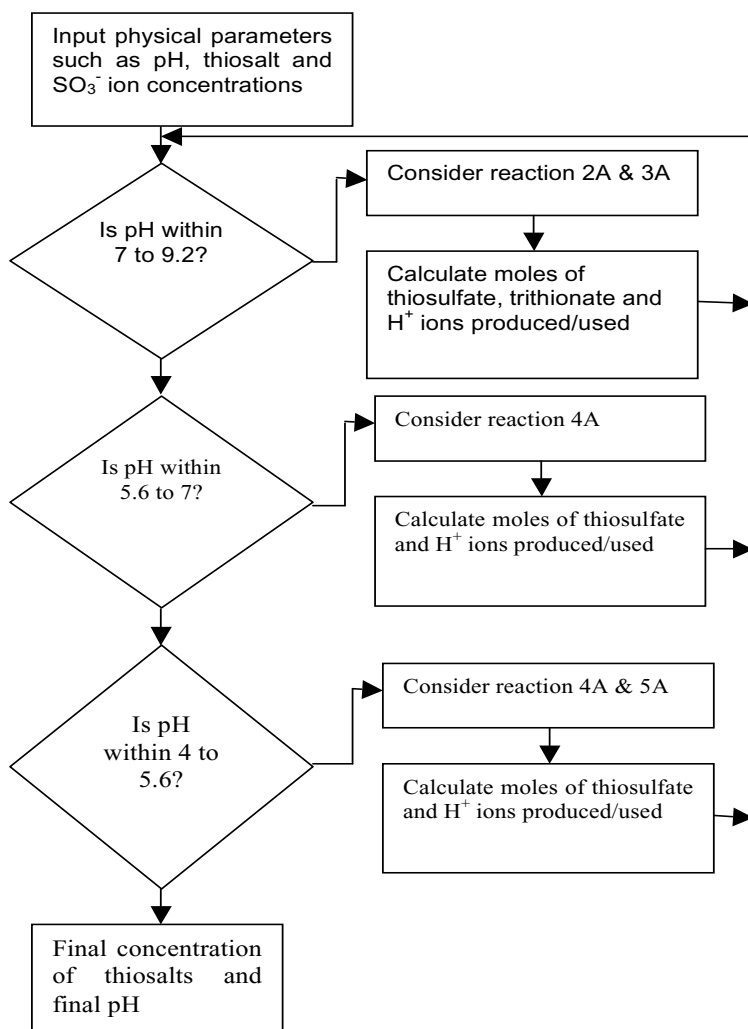 Input physical parameters
such as pH, thiosalt and
SO₃⁻ ion concentrations
Is pH within
7 to 9.2?
Consider reaction 2A & 3A
Calculate moles of
thiosulfate, trithionate and
H⁺ ions produced/used
Is pH within
5.6 to 7?
Consider reaction 4A
Calculate moles of thiosulfate
and H⁺ ions produced/used
Is pH
within 4 to
5.6?
Consider reaction 4A & 5A
Calculate moles of thiosulfate
and H⁺ ions produced/used
Final concentration
of thiosalts and
final pH